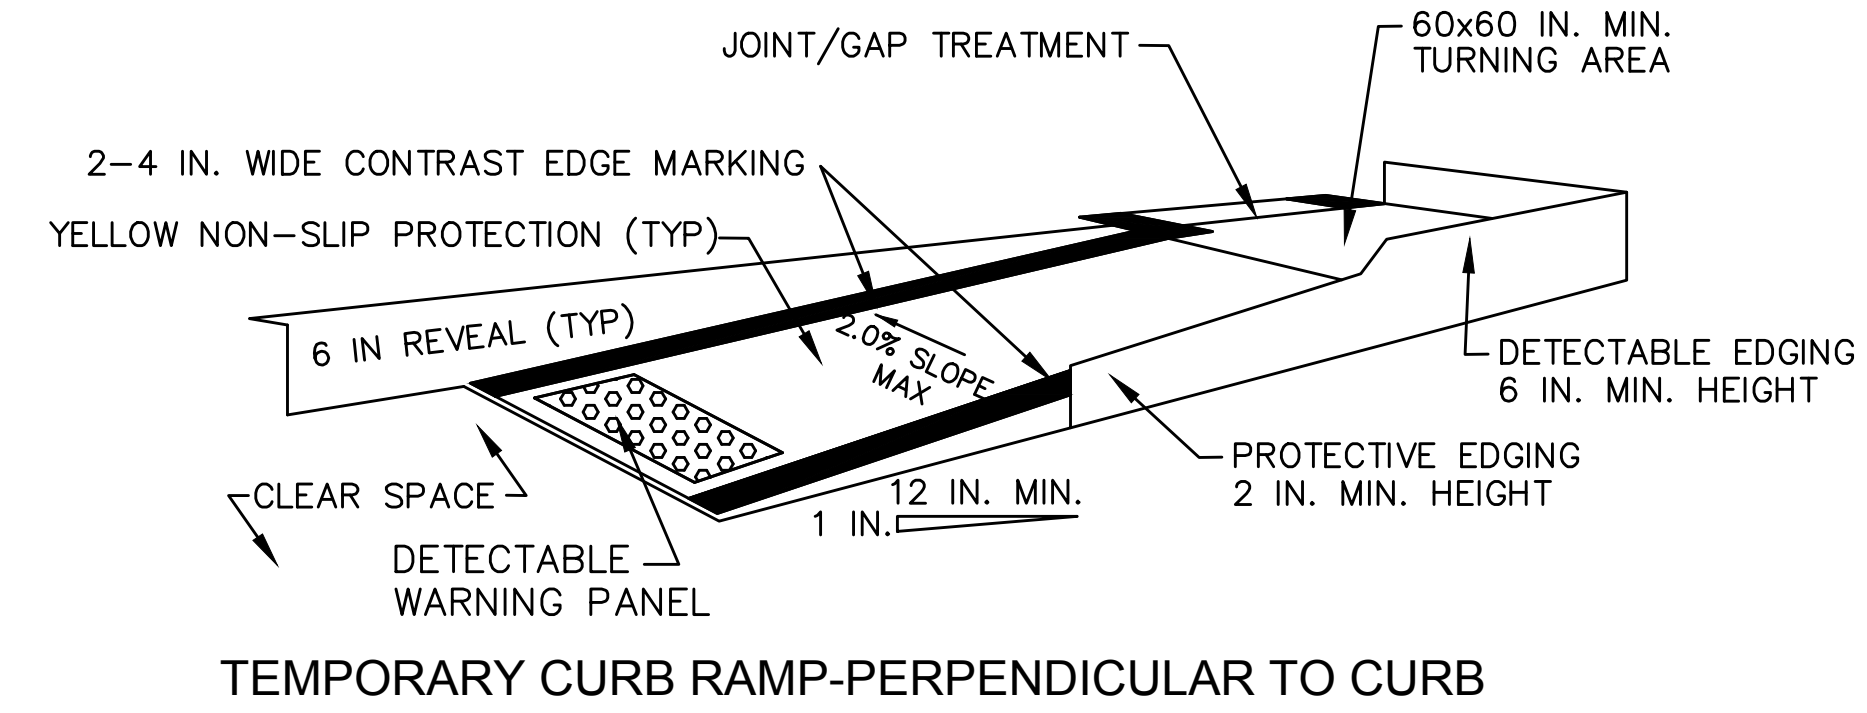 60x60 IN. MIN.
TURNING AREA
JOINT/GAP TREATMENT
2-4 IN. WIDE CONTRAST EDGE MARKING
YELLOW NON-SLIP PROTECTION (TYP)
6 IN REVEAL (TYP)
2.0% SLOPE
MAX
DETECTABLE EDGING
6 IN. MIN. HEIGHT
PROTECTIVE EDGING
2 IN. MIN. HEIGHT
CLEAR SPACE
12 IN. MIN.
1 IN.
DETECTABLE
WARNING PANEL
TEMPORARY CURB RAMP-PERPENDICULAR TO CURB